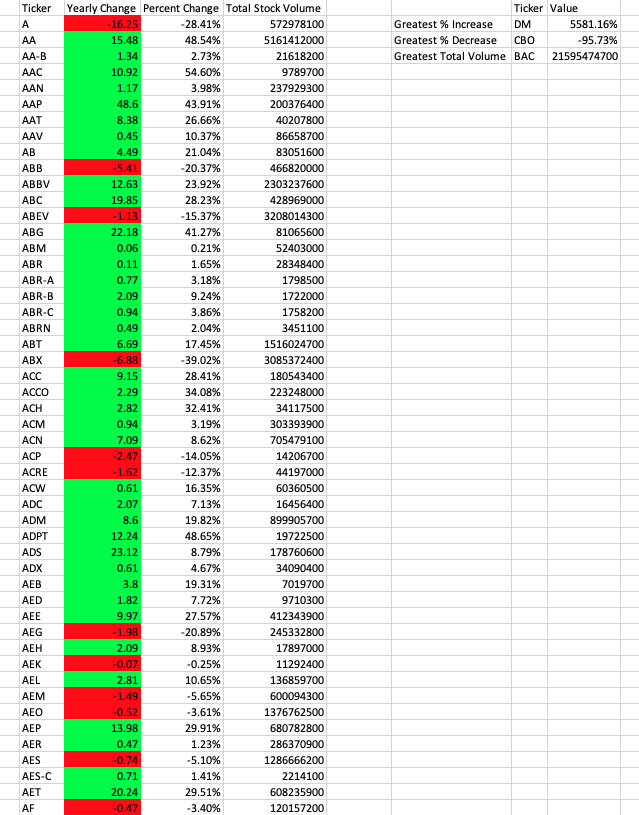 Ticker Yearly Change Percent Change Total Stock Volume Ticker Value
A -16.25 -28.41% 572978100 Greatest % Increase DM 5581.16%
AA 15.48 48.54% 5161412000 Greatest % Decrease CBO -95.73%
AA-B 1.34 2.73% 21618200 Greatest Total Volume BAC 21595474700
AAC 10.92 54.60% 9789700
AAN 1.17 3.98% 237929300
AAP 48.6 43.91% 200376400
AAT 8.38 26.66% 40207800
AAV 0.45 10.37% 86658700
AB 4.49 21.04% 83051600
ABB -5.41 -20.37% 466820000
ABBV 12.63 23.92% 2303237600
ABC 19.85 28.23% 428969000
ABEV -1.13 -15.37% 3208014300
ABG 22.18 41.27% 81065600
ABM 0.06 0.21% 52403000
ABR 0.11 1.65% 28348400
ABR-A 0.77 3.18% 1798500
ABR-B 2.09 9.24% 1722000
ABR-C 0.94 3.86% 1758200
ABRN 0.49 2.04% 3451100
ABT 6.69 17.45% 1516024700
ABX -6.88 -39.02% 3085372400
ACC 9.15 28.41% 180543400
ACCO 2.29 34.08% 223248000
ACH 2.82 32.41% 34117500
ACM 0.94 3.19% 303393900
ACN 7.09 8.62% 705479100
ACP -2.47 -14.05% 14206700
ACRE -1.62 -12.37% 44197000
ACW 0.61 16.35% 60360500
ADC 2.07 7.13% 16456400
ADM 8.6 19.82% 899905700
ADPT 12.24 48.65% 19722500
ADS 23.12 8.79% 178760600
ADX 0.61 4.67% 34090400
AEB 3.8 19.31% 7019700
AED 1.82 7.72% 9710300
AEE 9.97 27.57% 412343900
AEG -1.98 -20.89% 245332800
AEH 2.09 8.93% 17897000
AEK -0.07 -0.25% 11292400
AEL 2.81 10.65% 136859700
AEM -1.49 -5.65% 600094300
AEO -0.52 -3.61% 1376762500
AEP 13.98 29.91% 680782800
AER 0.47 1.23% 286370900
AES -0.74 -5.10% 1286666200
AES-C 0.71 1.41% 2214100
AET 20.24 29.51% 608235900
AF -0.47 -3.40% 120157200